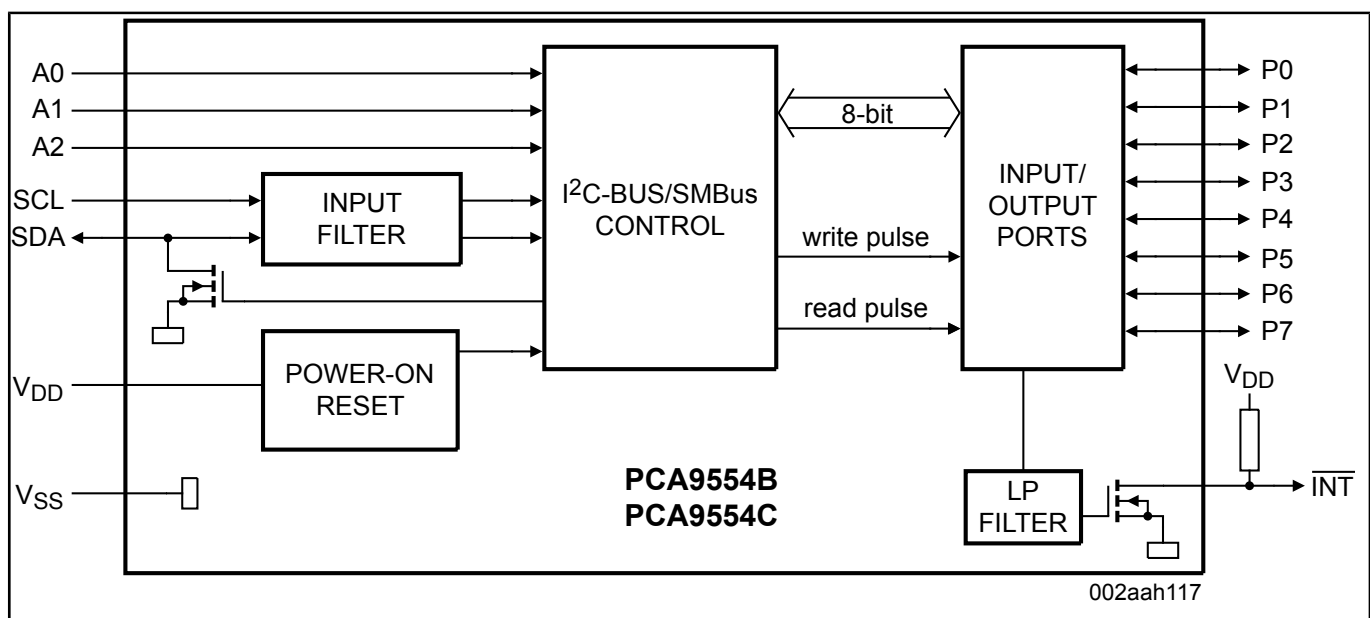 A0
A1
A2
SCL
SDA
VDD
VSS
INPUT
FILTER
POWER-ON
RESET
I2C-BUS/SMBus
CONTROL
8-bit
write pulse
read pulse
INPUT/
OUTPUT
PORTS
P0
P1
P2
P3
P4
P5
P6
P7
VDD
INT
LP
FILTER
PCA9554B
PCA9554C
002aah117